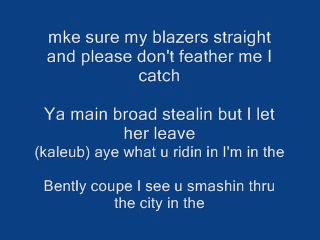 mke sure my blazers straight
and please don't feather me I
catch
Ya main broad stealin but I let
her leave
(kaleub) aye what u ridin in I'm in the
Bently coupe I see u smashin thru
the city in the